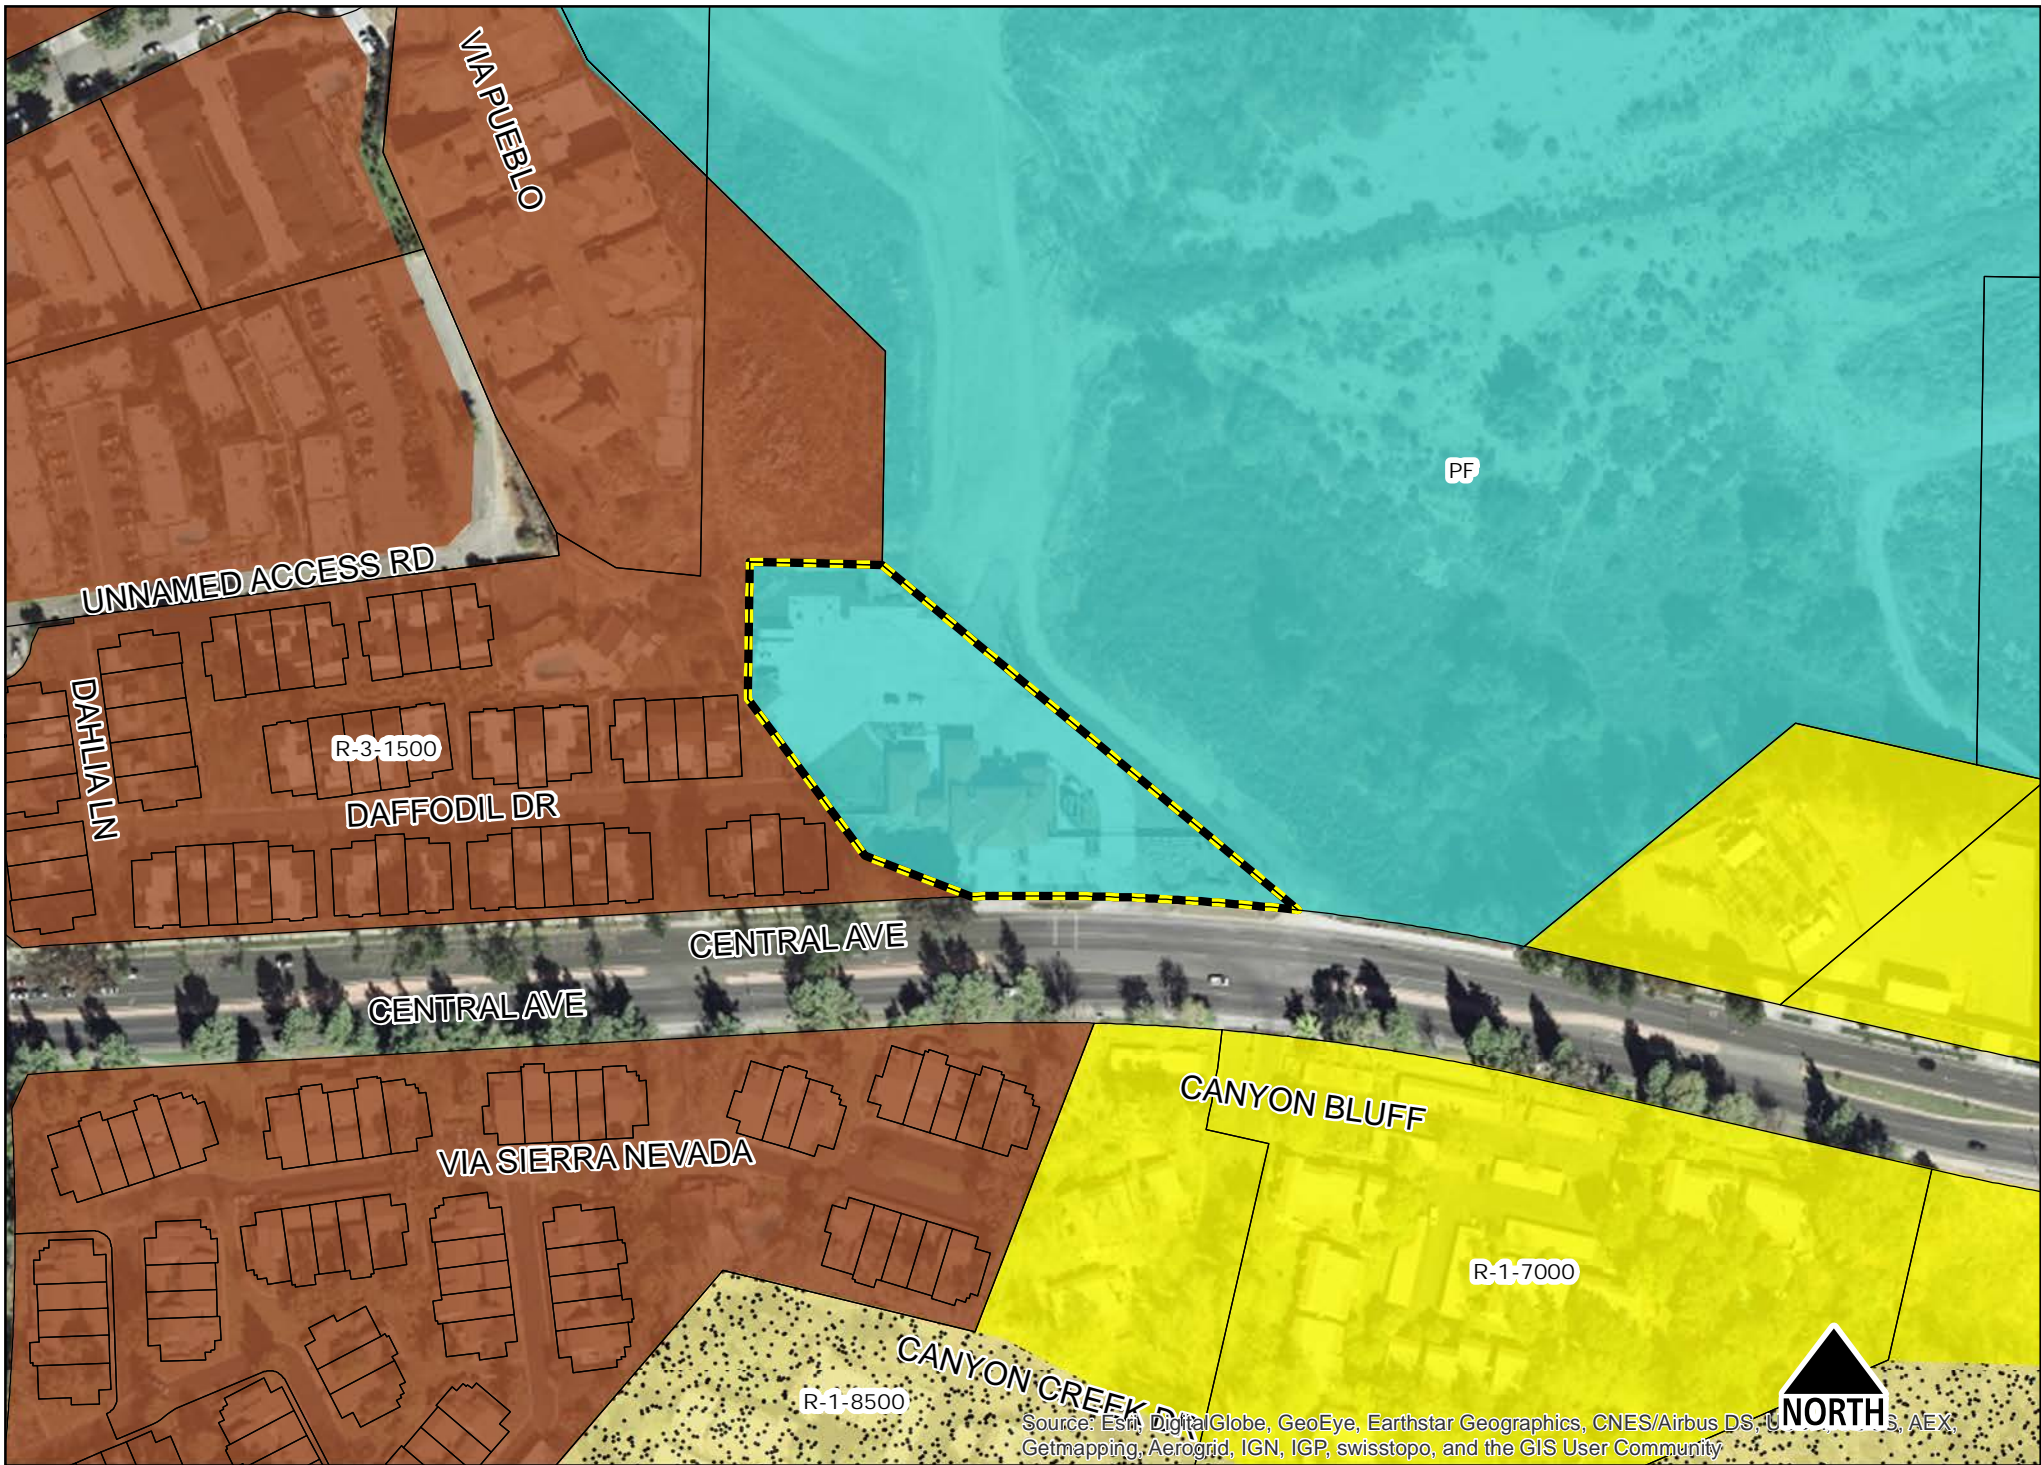 VIA PUEBLO
PF
UNNAMED ACCESS RD
DAHLIA LN
R-3-1500
DAFFODIL DR
CENTRAL AVE
CENTRAL AVE
CANYON BLUFF
VIA SIERRA NEVADA
R-1-7000
CANYON CREEK DR
R-1-8500
NORTH
Source: Esri, DigitalGlobe, GeoEye, Earthstar Geographics, CNES/Airbus DS, AEX,
Getmapping, Aerogrid, IGN, IGP, swisstopo, and the GIS User Community